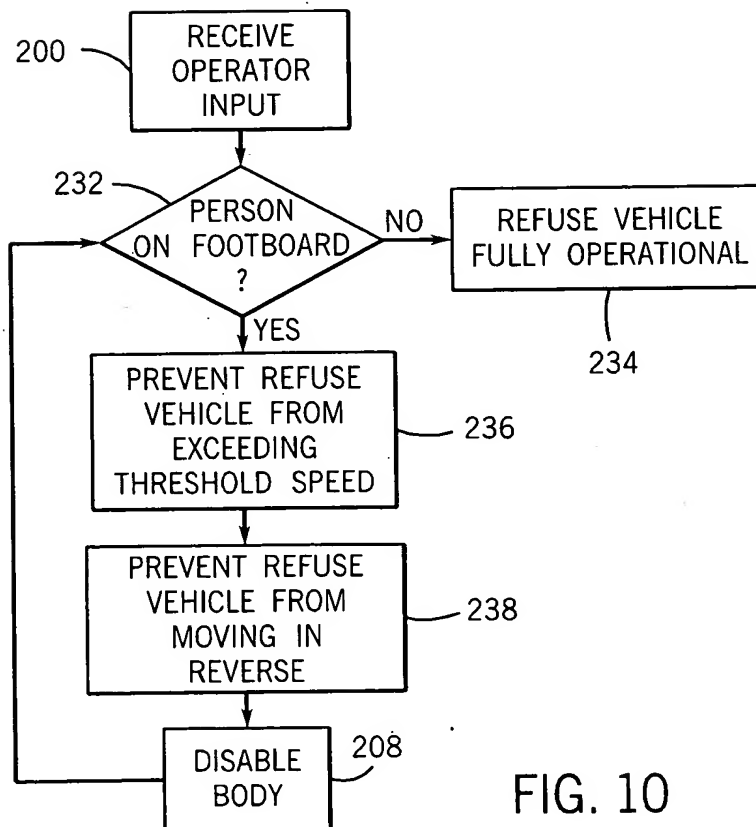 200
RECEIVE
OPERATOR
INPUT
232
PERSON
ON FOOTBOARD
?
NO
REFUSE VEHICLE
FULLY OPERATIONAL
234
YES
PREVENT REFUSE
VEHICLE FROM
EXCEEDING
THRESHOLD SPEED
236
PREVENT REFUSE
VEHICLE FROM
MOVING IN
REVERSE
238
DISABLE
BODY
208
FIG. 10